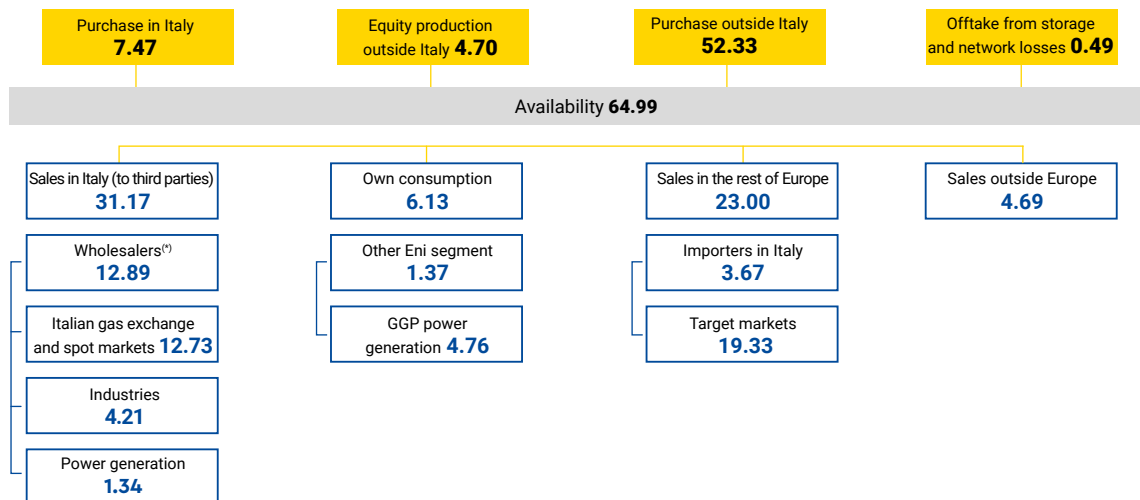 Purchase in Italy
7.47
Equity production
outside Italy 4.70
Purchase outside Italy
52.33
Offtake from storage
and network losses 0.49
Availability 64.99
Sales in Italy (to third parties)
31.17
Own consumption
6.13
Sales in the rest of Europe
23.00
Sales outside Europe
4.69
Wholesalers(*)
12.89
Other Eni segment
1.37
Importers in Italy
3.67
Italian gas exchange
and spot markets 12.73
GGP power
generation 4.76
Target markets
19.33
Industries
4.21
Power generation
1.34